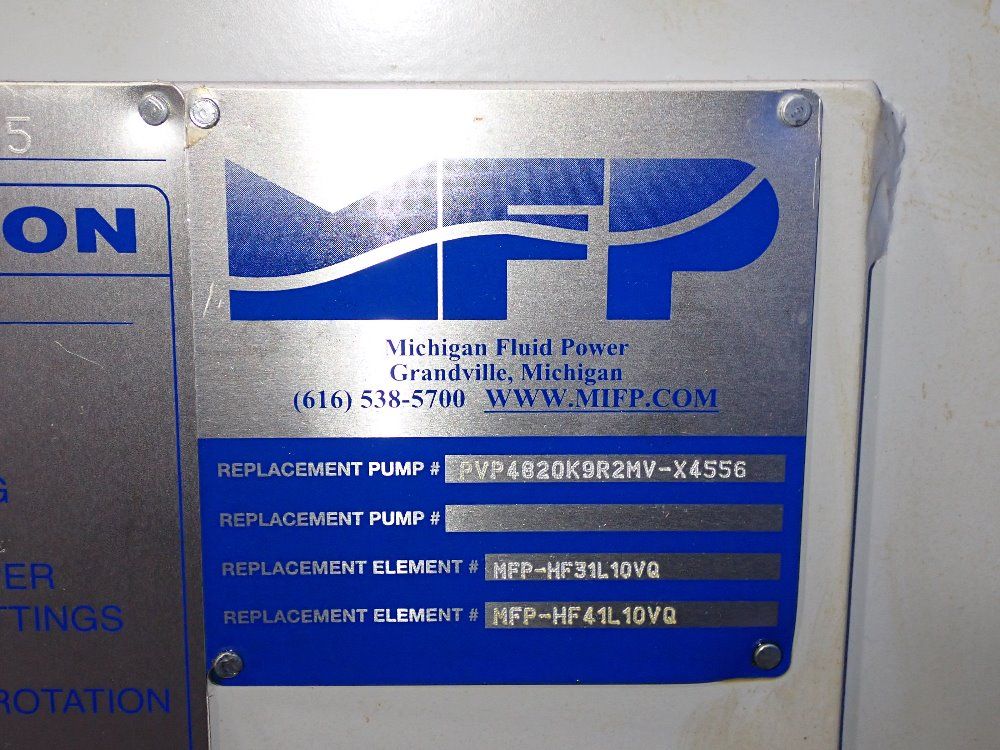 5
ON
G
ER
TTINGS
ROTATION
MFP
Michigan Fluid Power
Grandville, Michigan
(616) 538-5700 WWW.MIFP.COM
REPLACEMENT PUMP # PVP4820K9R2MV-X4556
REPLACEMENT PUMP #
REPLACEMENT ELEMENT # MFP-HF31L10VQ
REPLACEMENT ELEMENT # MFP-HF41L10VQ